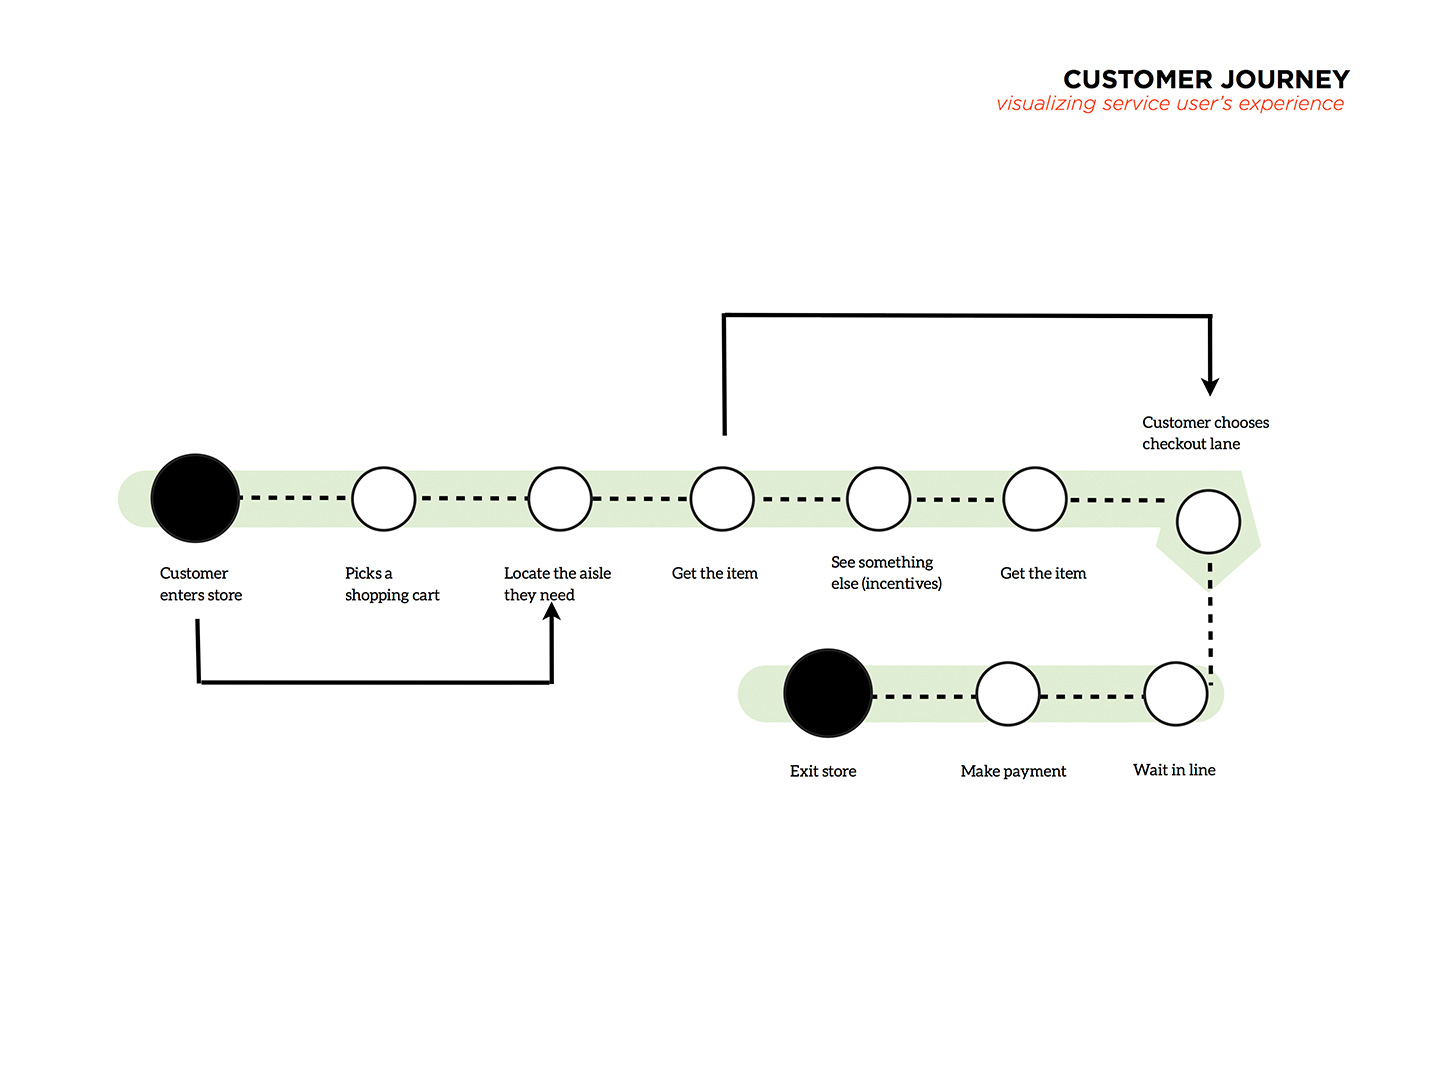 CUSTOMER JOURNEY
visualizing service user's experience
Customer chooses
checkout lane
Customer
enters store
Picks a
shopping cart
Locate the aisle
they need
Get the item
See something
else (incentives)
Get the item
Exit store
Make payment
Wait in line